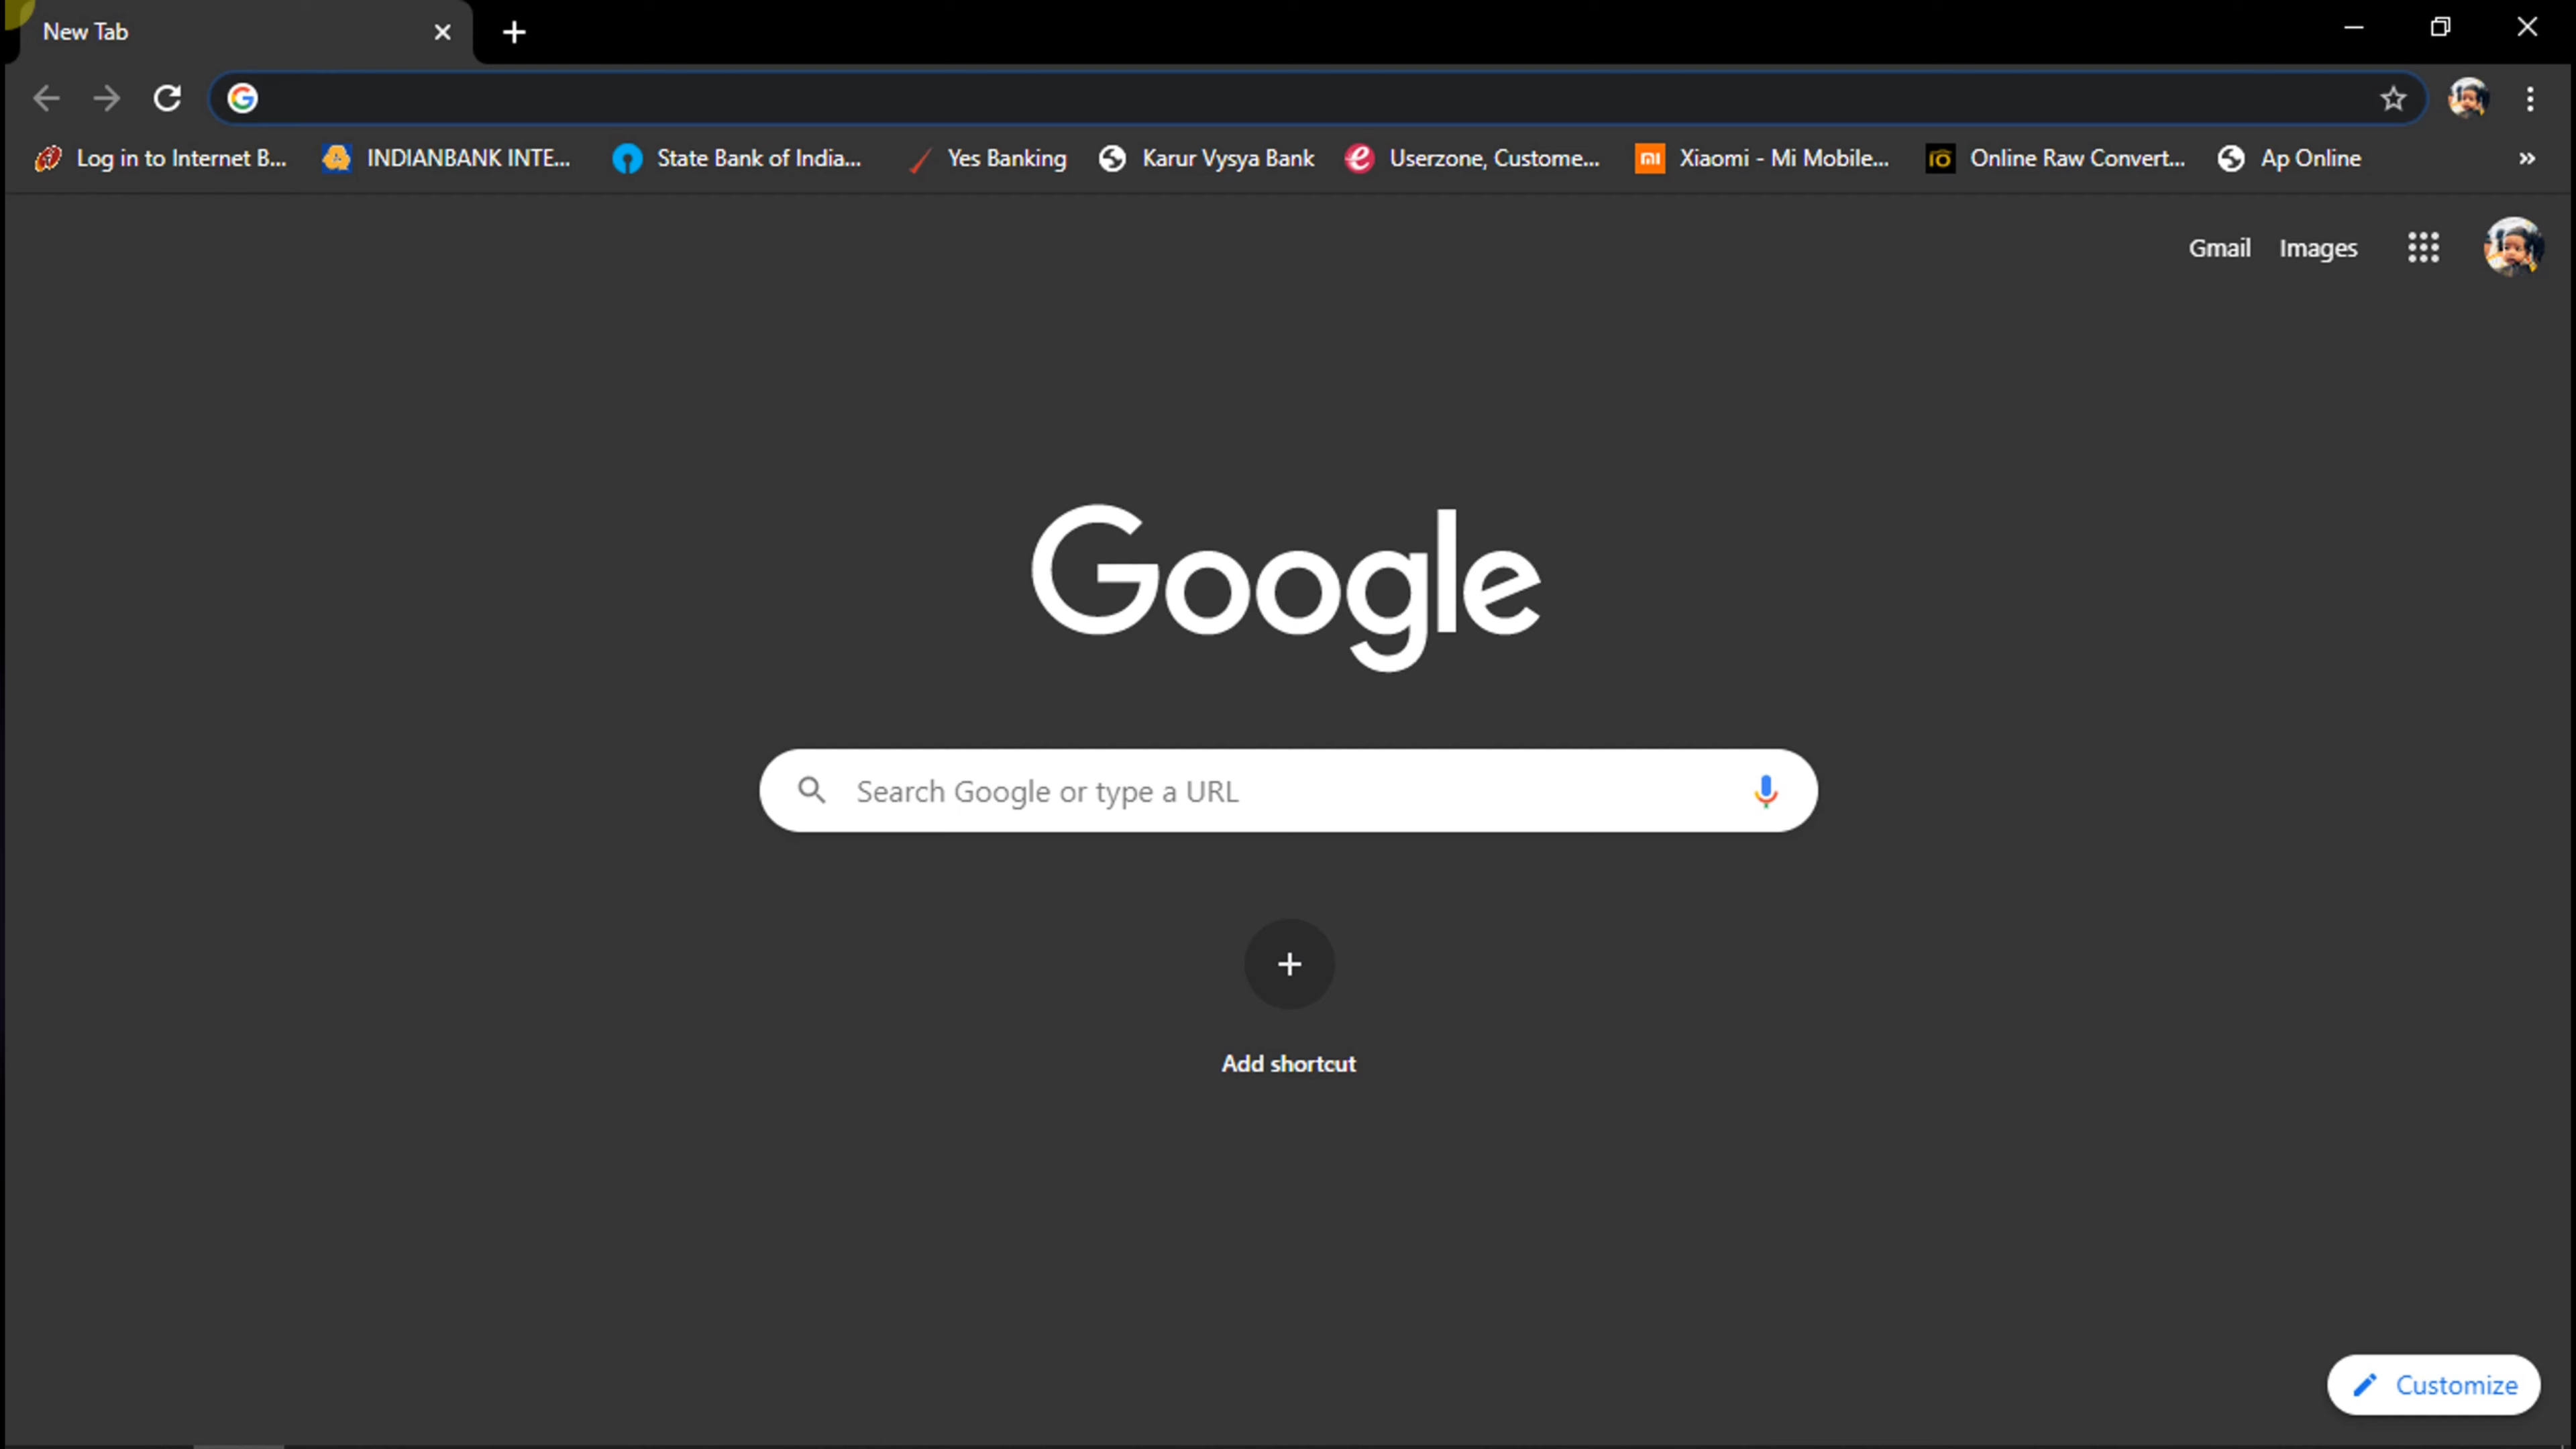 New Tab
Log in to Internet B...
INDIANBANK INTE...
State Bank of India...
Yes Banking
Karur Vysya Bank
Userzone, Custome...
Xiaomi - Mi Mobile...
Online Raw Convert...
Ap Online
Gmail
Images
Google
Search Google or type a URL
Add shortcut
Customize